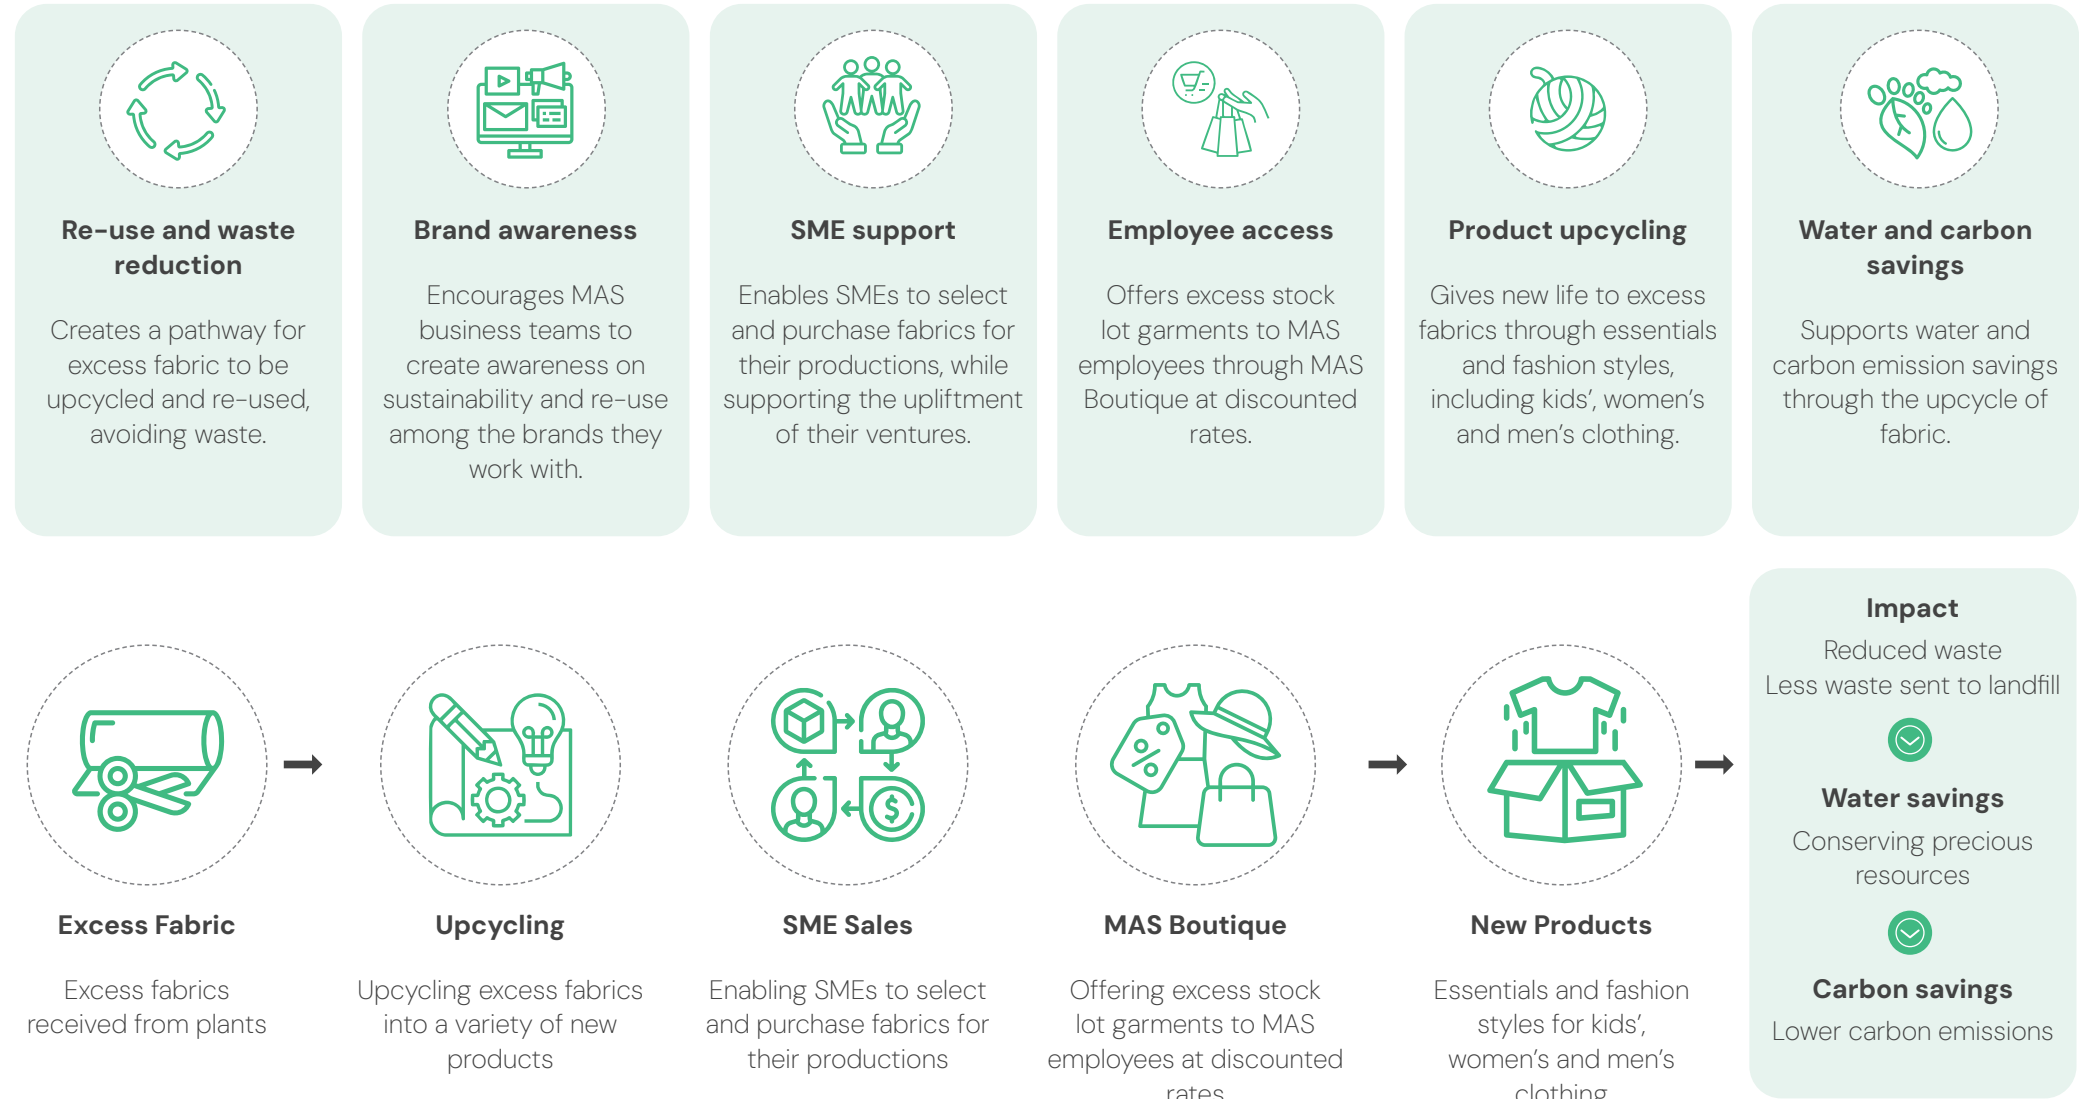 Re-use and waste
reduction
Creates a pathway for
excess fabric to be
upcycled and re-used,
avoiding waste.
Brand awareness
Encourages MAS
business teams to
create awareness on
sustainability and re-use
among the brands they
work with.
SME support
Enables SMEs to select
and purchase fabrics for
their productions, while
supporting the upliftment
of their ventures.
Employee access
Offers excess stock
lot garments to MAS
employees through MAS
Boutique at discounted
rates.
Product upcycling
Gives new life to excess
fabrics through essentials
and fashion styles,
including kids’, women’s
and men’s clothing.
Water and carbon
savings
Supports water and
carbon emission savings
through the upcycle of
fabric.
Excess Fabric
Excess fabrics
received from plants
Upcycling
Upcycling excess fabrics
into a variety of new
products
SME Sales
Enabling SMEs to select
and purchase fabrics for
their productions
MAS Boutique
Offering excess stock
lot garments to MAS
employees at discounted
rates
New Products
Essentials and fashion
styles for kids’,
women’s and men’s
clothing
Impact
Reduced waste
Less waste sent to landfill
Water savings
Conserving precious
resources
Carbon savings
Lower carbon emissions